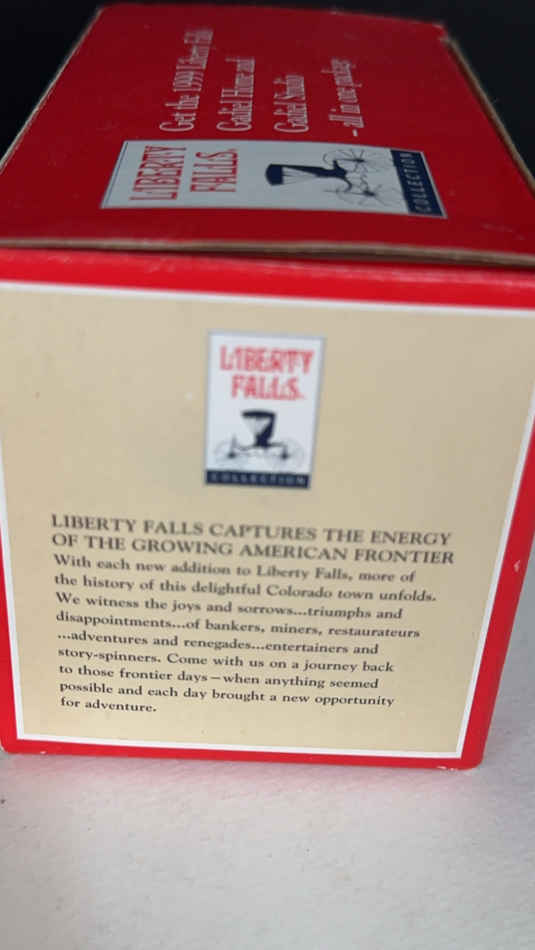 Get the 1999 Liberty Falls
Gadiel Home and
Gadiel Studio
- all in one package
LIBERTY
FALLS.
COLLECTION
LIBERTY
FALLS.
COLLECTION
LIBERTY FALLS CAPTURES THE ENERGY
OF THE GROWING AMERICAN FRONTIER
With each new addition to Liberty Falls, more of
the history of this delightful Colorado town unfolds.
We witness the joys and sorrows...triumphs and
disappointments...of bankers, miners, restaurateurs
...adventures and renegades...entertainers and
story-spinners. Come with us on a journey back
to those frontier days—when anything seemed
possible and each day brought a new opportunity
for adventure.